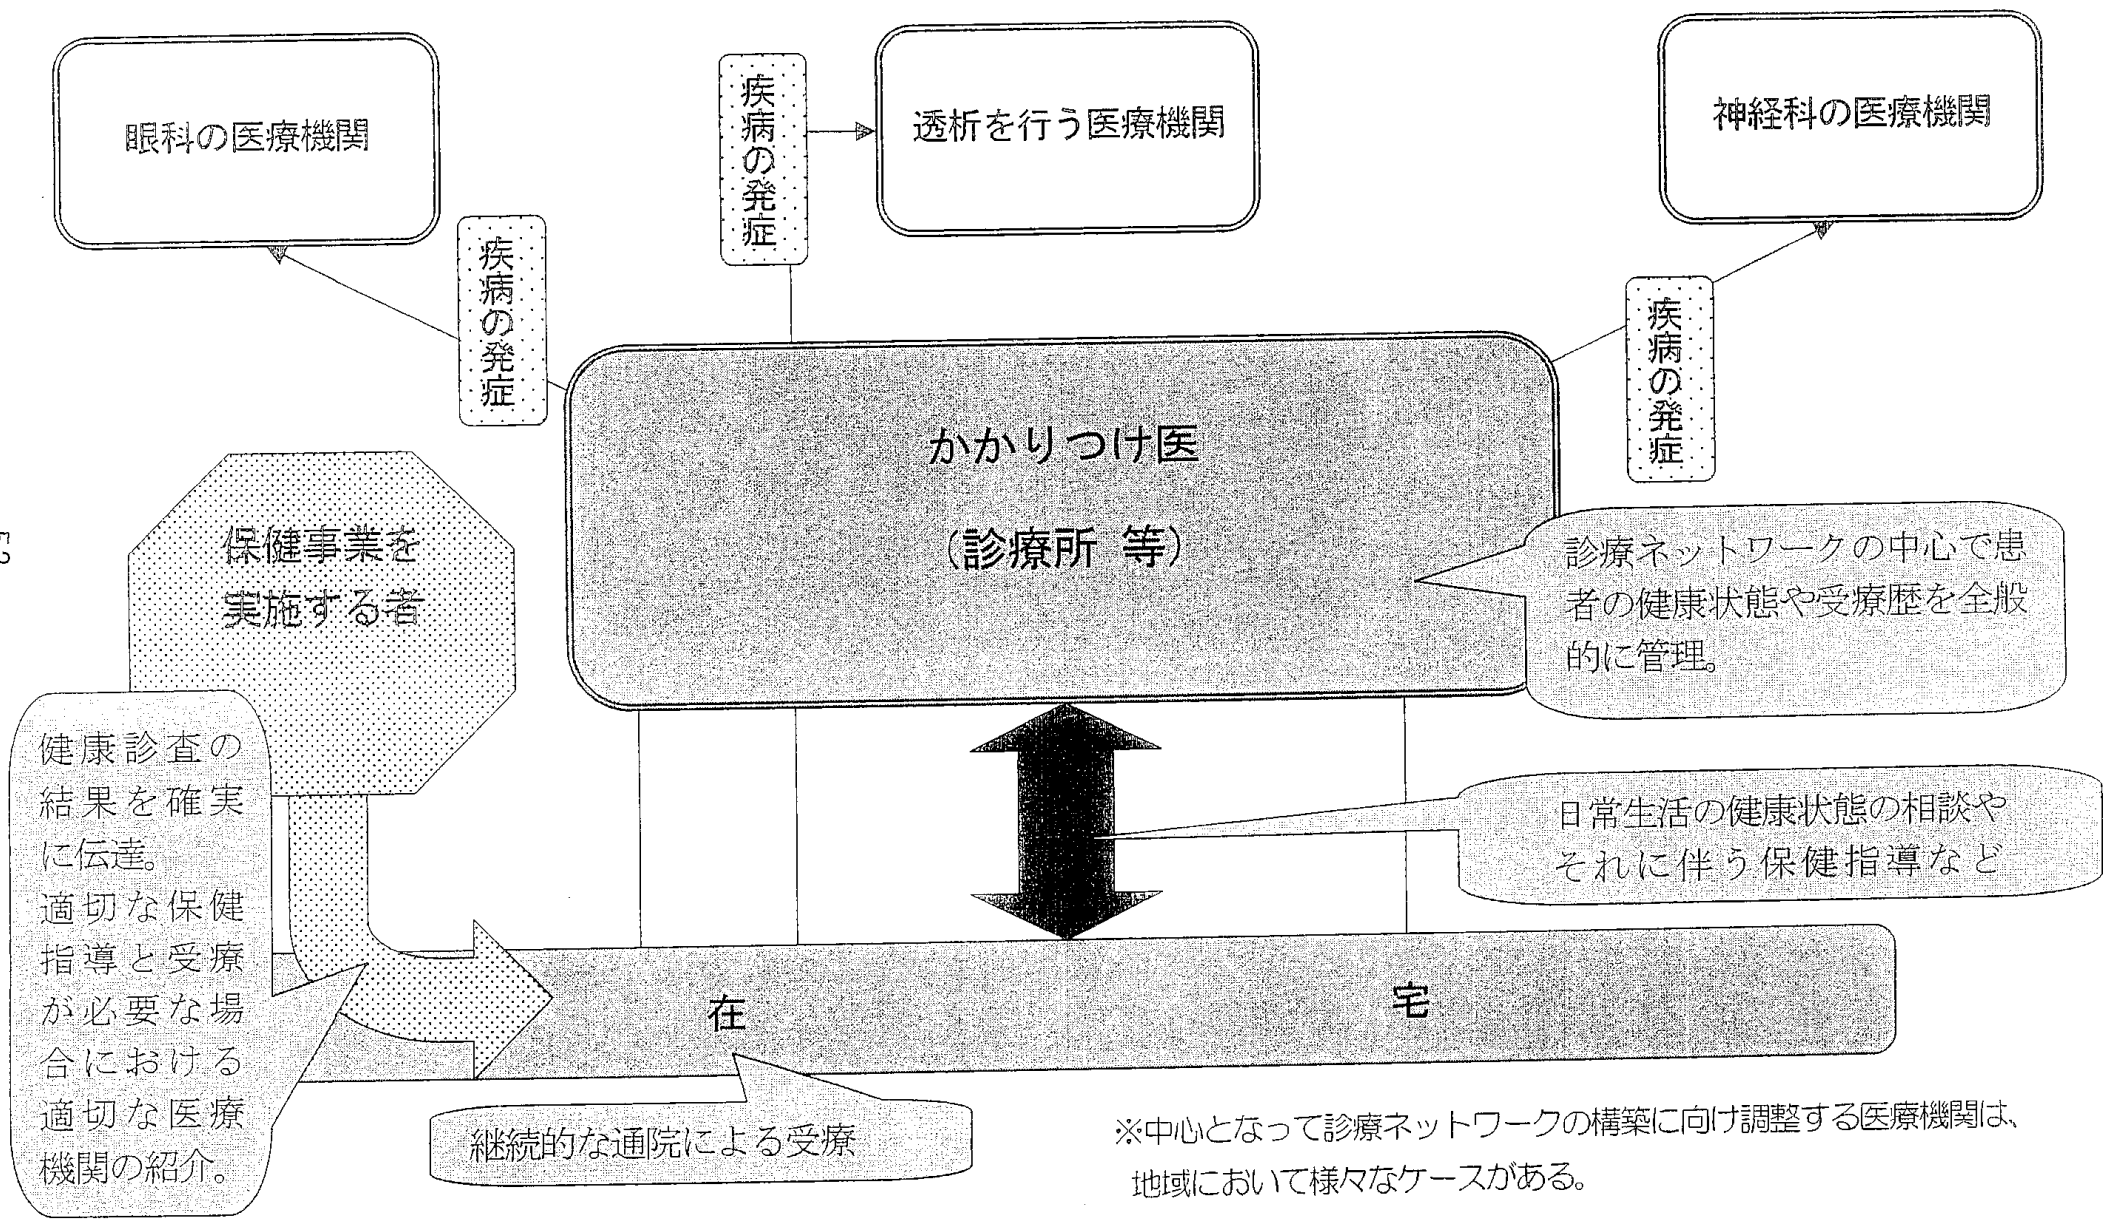 眼科の医療機関
疾病の発症
透析を行う医療機関
神経科の医療機関
疾病の発症
疾病の発症
かかりつけ医
（診療所 等）
保健事業を
実施する者
診療ネットワークの中心で患
者の健康状態や受療歴を全般
的に管理。
健康診査の
結果を確実
に伝達。
適切な保健
指導と受療
が必要な場
合における
適切な医療
機関の紹介。
日常生活の健康状態の相談や
それに伴う保健指導など
在 宅
継続的な通院による受療
※中心となって診療ネットワークの構築に向け調整する医療機関は、
地域において様々なケースがある。